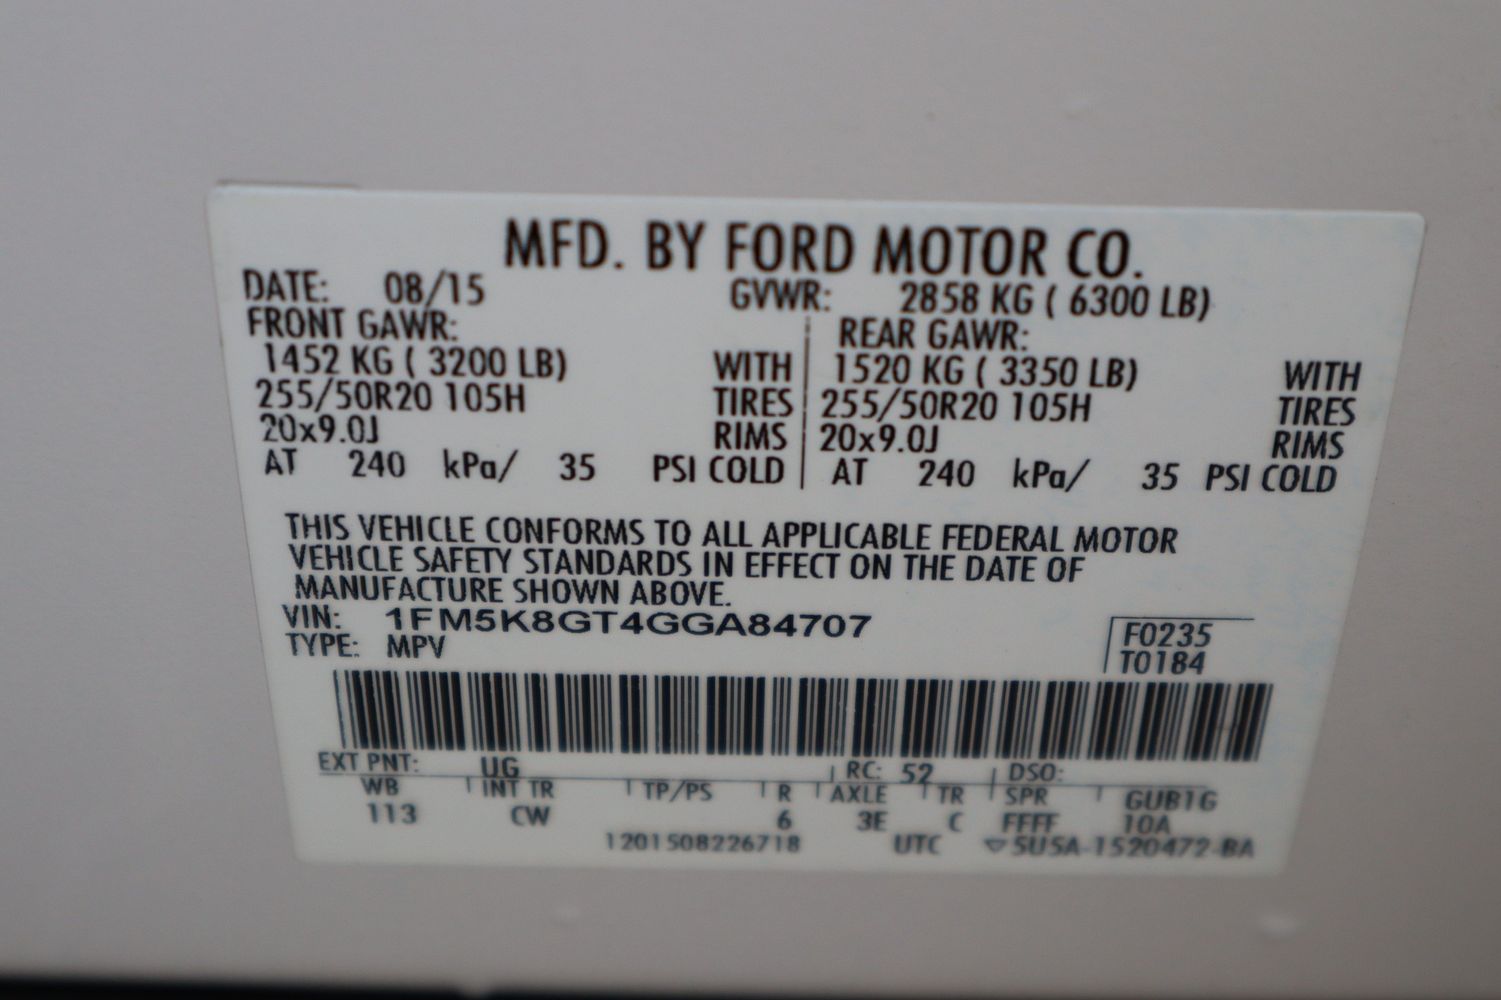 MFD. BY FORD MOTOR CO.
DATE: 08/15 GVWR: 2858 KG ( 6300 LB)
FRONT GAWR: REAR GAWR:
1452 KG ( 3200 LB) WITH 1520 KG ( 3350 LB) WITH
255/50R20 105H TIRES 255/50R20 105H TIRES
20x9.0J RIMS 20x9.0J RIMS
AT 240 kPa/ 35 PSI COLD AT 240 kPa/ 35 PSI COLD
THIS VEHICLE CONFORMS TO ALL APPLICABLE FEDERAL MOTOR
VEHICLE SAFETY STANDARDS IN EFFECT ON THE DATE OF
MANUFACTURE SHOWN ABOVE.
VIN: 1FM5K8GT4GGA84707 F0235
TYPE: MPV T0184
EXT PNT: UG RC: 52 DSO:
WB INT TR TP/PS R AXLE TR SPR GUB1G
113 CW 6 3E C FFFF 10A
1201508226718 UTC ▽5U5A-1520472-BA